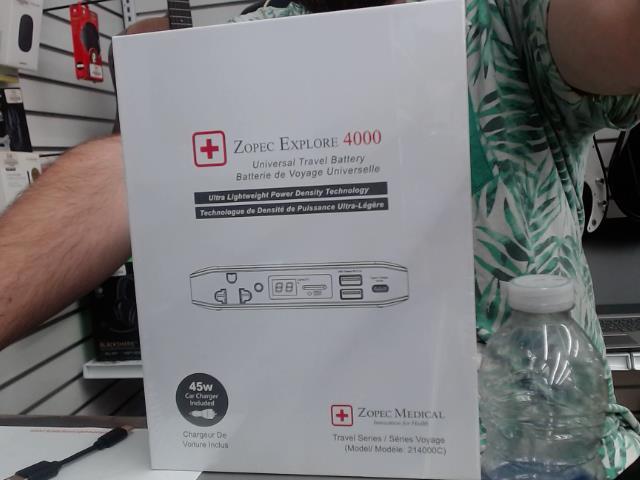 ZOPEC EXPLORE 4000
Universal Travel Battery
Batterie de Voyage Universelle
Ultra Lightweight Power Density Technology
Technologue de Densité de Puissance Ultra-Légère
88
45w
Car Charger
Included
Chargeur De
Voiture Inclus
ZOPEC MEDICAL
Innovation for Health
Travel Series / Séries Voyage
(Model/ Modèle: 214000C)